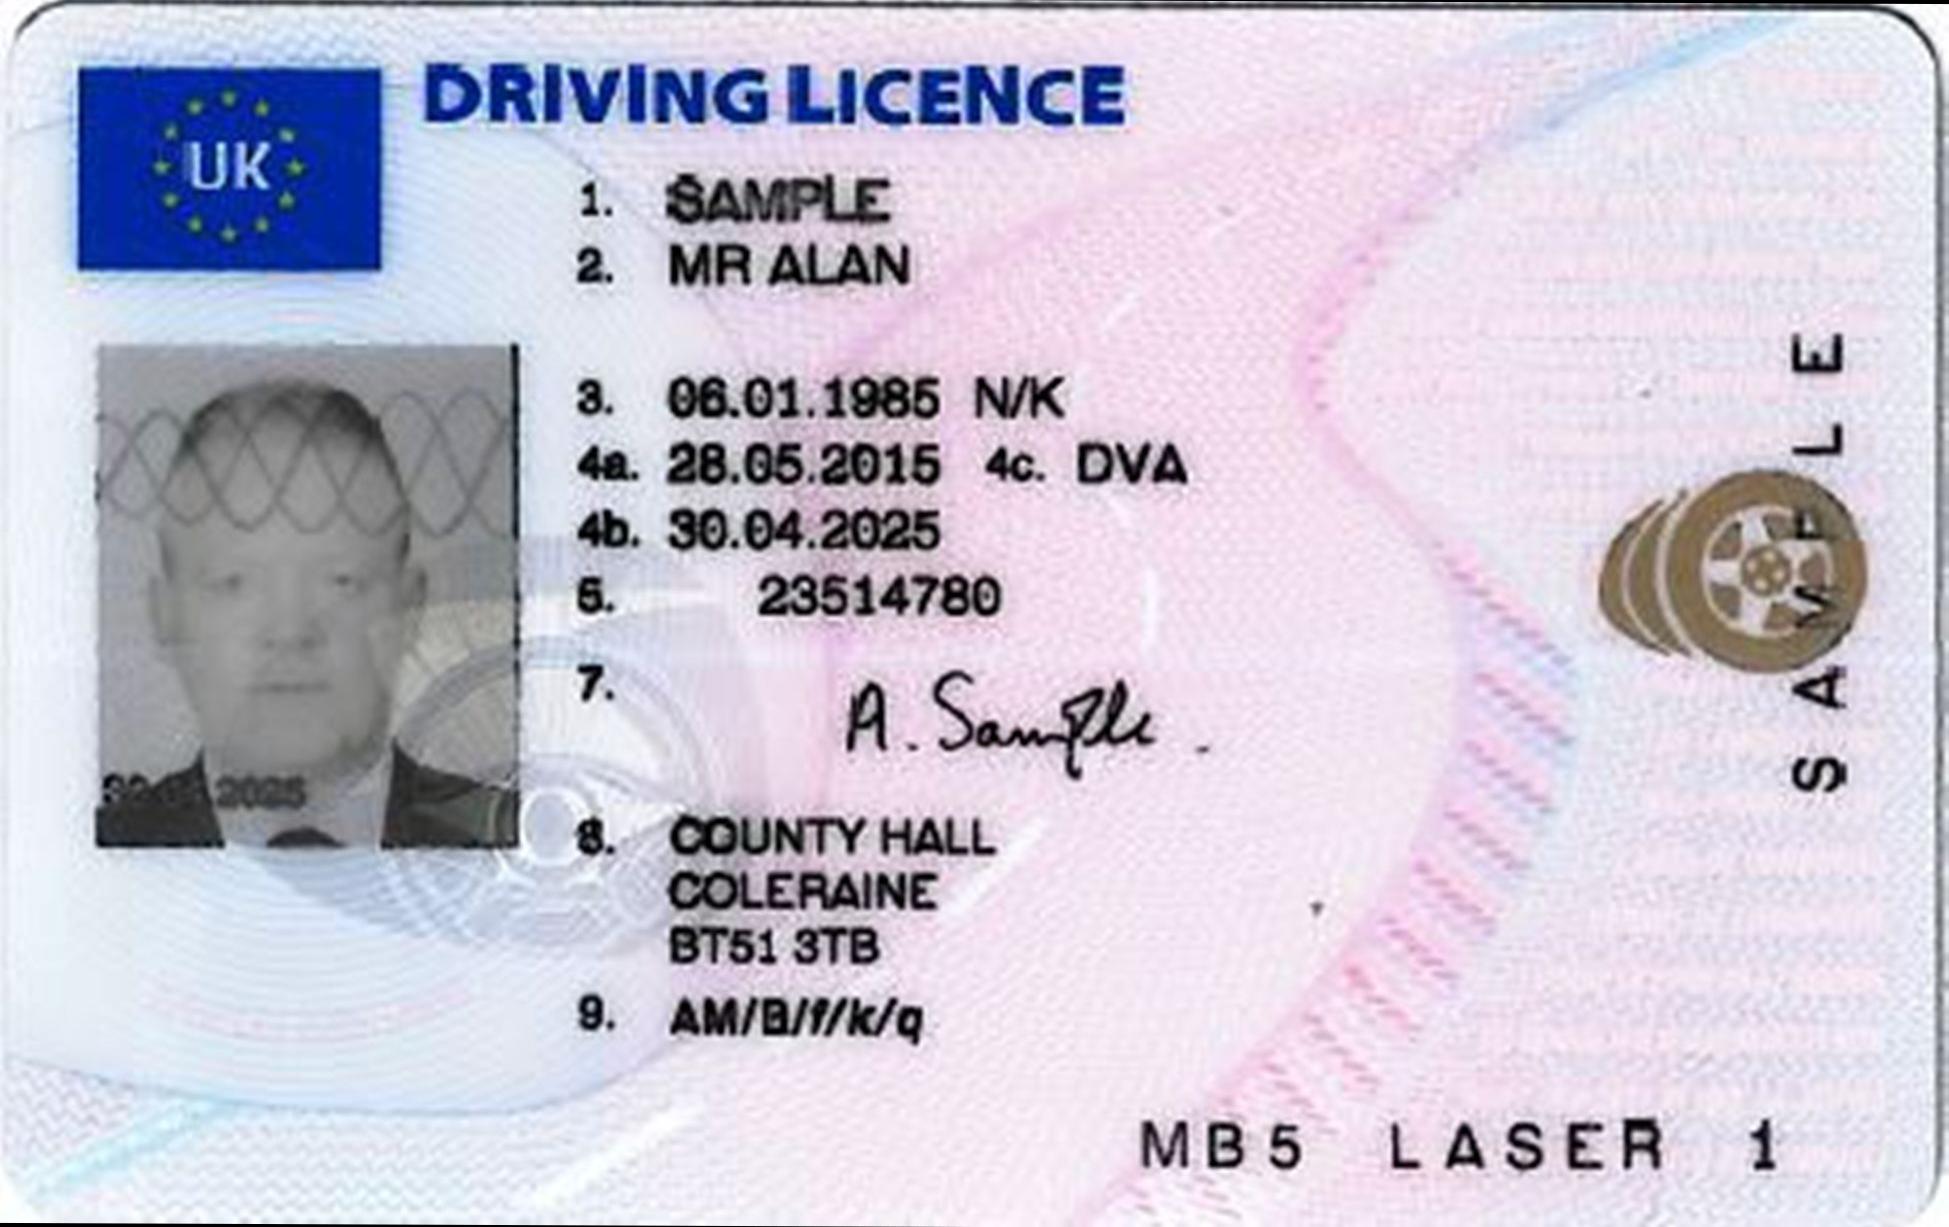 UK
DRIVING LICENCE
1. SAMPLE
2. MR ALAN
3. 06.01.1985 N/K
4a. 28.05.2015 4c. DVA
4b. 30.04.2025
5. 23514780
7. A. Sample.
8. COUNTY HALL
COLERAINE
BT51 3TB
9. AM/B/f/k/q
2025
SAMPLE
MB5 LASER 1